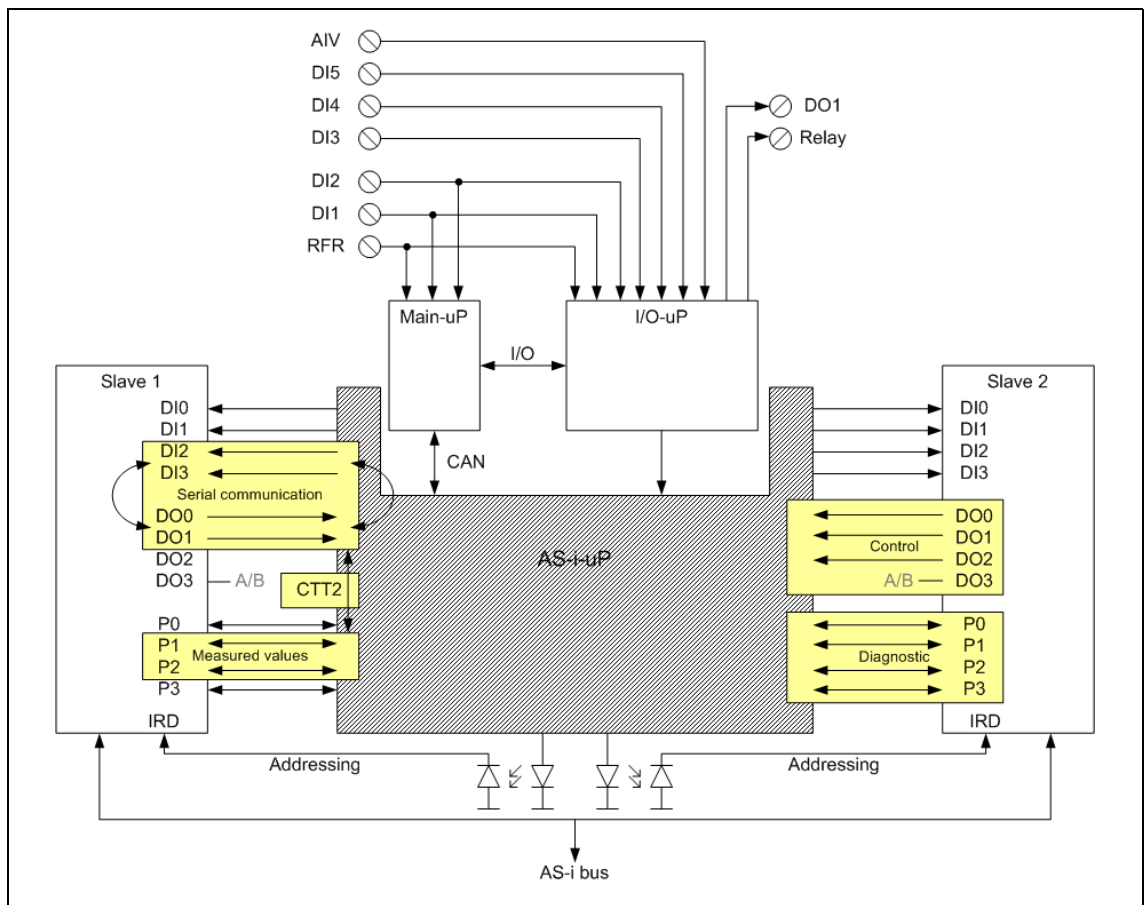 AIV
DI5
DI4
DI3
DI2
DI1
RFR
DO1
Relay
Main-uP
I/O-uP
I/O
CAN
Slave 1
DI0
DI1
DI2
DI3
Serial communication
DO0
DO1
DO2
DO3
A/B
CTT2
P0
P1
Measured values
P2
P3
IRD
AS-i-uP
Slave 2
DI0
DI1
DI2
DI3
DO0
DO1
Control
DO2
A/B
DO3
P0
P1
Diagnostic
P2
P3
IRD
Addressing
Addressing
AS-i bus